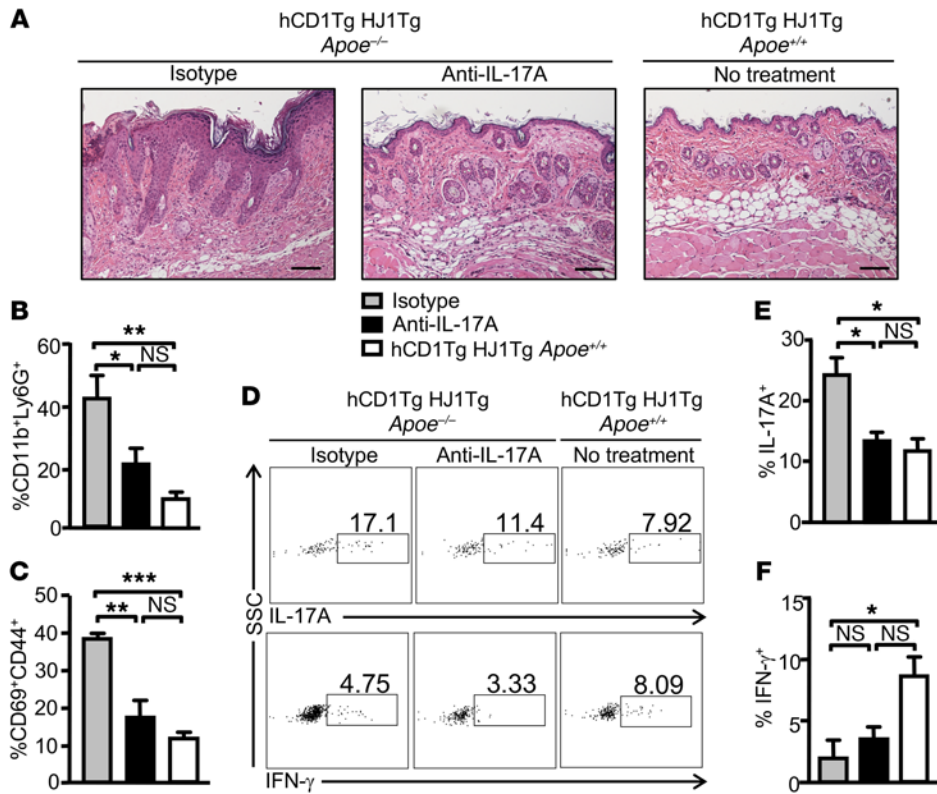 A
hCD1Tg HJ1Tg
Apoe–/–
hCD1Tg HJ1Tg
Apoe+/+
Isotype
Anti-IL-17A
No treatment
B
Isotype
Anti-IL-17A
hCD1Tg HJ1Tg Apoe+/+
**
*
NS
60
40
20
0
%CD11b+Ly6G+
C
***
**
NS
50
40
30
20
10
0
%CD69+CD44+
D
hCD1Tg HJ1Tg
Apoe–/–
hCD1Tg HJ1Tg
Apoe+/+
Isotype
Anti-IL-17A
No treatment
17.1
11.4
7.92
SSC
IL-17A
4.75
3.33
8.09
IFN-γ
E
*
*
NS
30
20
10
0
% IL-17A+
F
*
NS
NS
15
10
5
0
% IFN-γ+